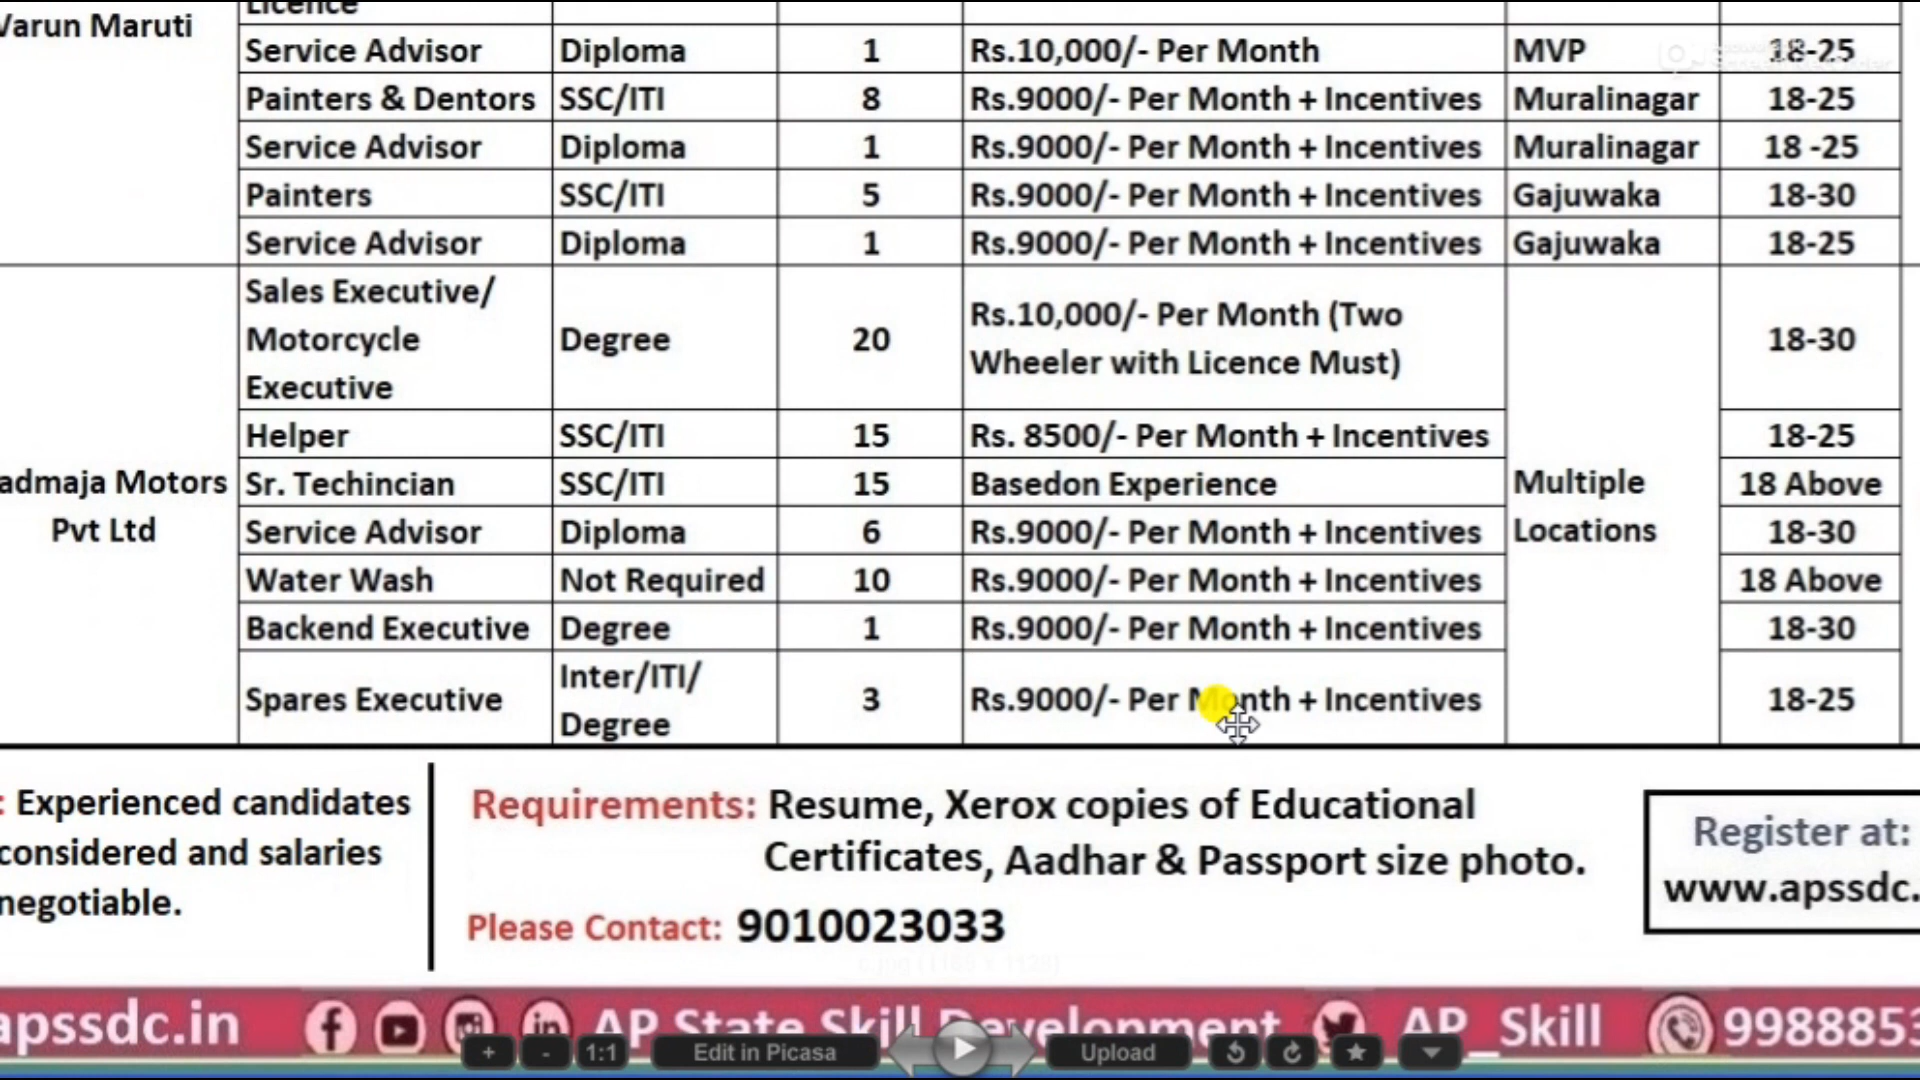 Licence
Varun Maruti
Service Advisor Diploma 1 Rs.10,000/- Per Month MVP 18-25
Painters & Dentors SSC/ITI 8 Rs.9000/- Per Month + Incentives Muralinagar 18-25
Service Advisor Diploma 1 Rs.9000/- Per Month + Incentives Muralinagar 18 -25
Painters SSC/ITI 5 Rs.9000/- Per Month + Incentives Gajuwaka 18-30
Service Advisor Diploma 1 Rs.9000/- Per Month + Incentives Gajuwaka 18-25
Sales Executive/
Motorcycle
Executive
Degree 20
Rs.10,000/- Per Month (Two
Wheeler with Licence Must)
18-30
Helper SSC/ITI 15 Rs. 8500/- Per Month + Incentives 18-25
admaja Motors
Pvt Ltd
Sr. Techincian SSC/ITI 15 Basedon Experience 18 Above
Multiple
Locations
Service Advisor Diploma 6 Rs.9000/- Per Month + Incentives 18-30
Water Wash Not Required 10 Rs.9000/- Per Month + Incentives 18 Above
Backend Executive Degree 1 Rs.9000/- Per Month + Incentives 18-30
Spares Executive
Inter/ITI/
Degree
3 Rs.9000/- Per Month + Incentives 18-25
: Experienced candidates
considered and salaries
negotiable.
Requirements: Resume, Xerox copies of Educational
Certificates, Aadhar & Passport size photo.
Please Contact: 9010023033
Register at:
www.apssdc.
apssdc.in AP State Skill Development AP_Skill 998885
+ - 1:1 Edit in Picasa Upload